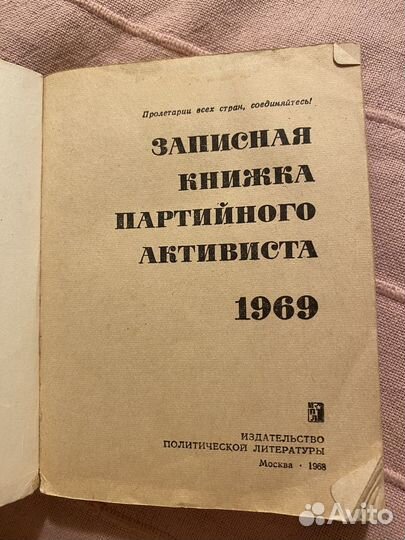 Пролетарии всех стран, соединяйтесь!
ЗАПИСНАЯ
КНИЖКА
ПАРТИЙНОГО
АКТИВИСТА
1969
ИЗДАТЕЛЬСТВО
ПОЛИТИЧЕСКОЙ ЛИТЕРАТУРЫ
Москва · 1968
Avito